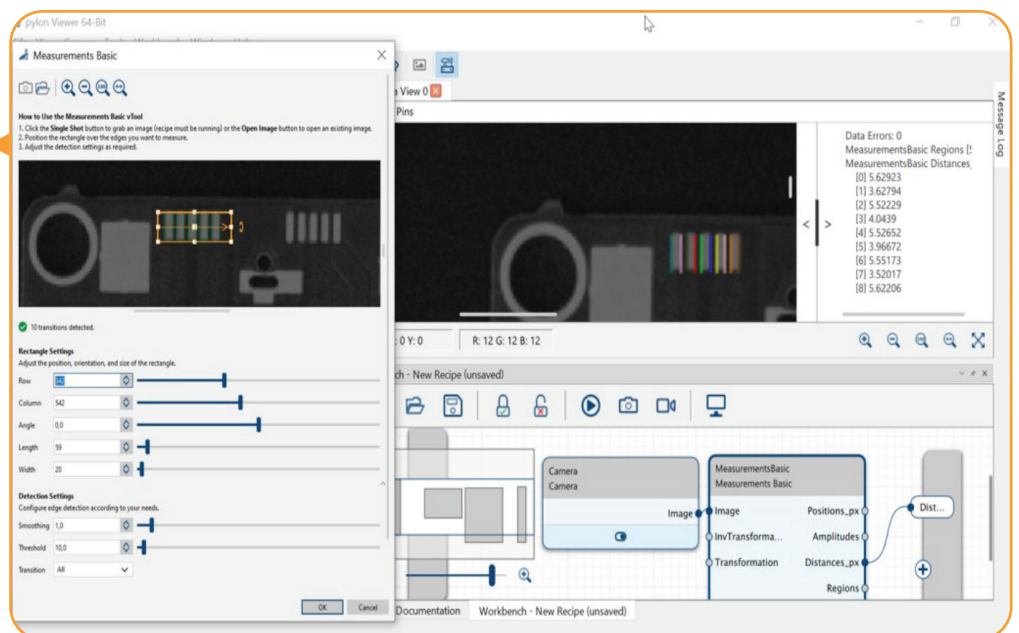 pylon Viewer 64-Bit
Measurements Basic
How to Use the Measurements Basic vTool
1. Click the Single Shot button to grab an image (recipe must be running) or the Open Image button to open an existing image.
2. Position the rectangle over the edges you want to measure.
3. Adjust the detection settings as required.
10 transitions detected.
Rectangle Settings
Adjust the position, orientation, and size of the rectangle.
Row
Column 542
Angle 0,0
Length 59
Width 20
Detection Settings
Configure edge detection according to your needs.
Smoothing 1,0
Threshold 10,0
Transition All
OK Cancel
a View 0
Pins
Data Errors: 0
MeasurementsBasic Regions [
MeasurementsBasic Distances_
[0] 5.62923
[1] 3.62794
[2] 5.52229
[3] 4.0439
[4] 5.52652
[5] 3.96672
[6] 5.55173
[7] 3.52017
[8] 5.62206
< >
Message Log
: 0 Y: 0 R: 12 G: 12 B: 12
ch - New Recipe (unsaved)
Camera
Camera
Image
MeasurementsBasic
Measurements Basic
Image Positions_px
InvTransforma... Amplitudes
Transformation Distances_px
Regions
Dist...
Documentation Workbench - New Recipe (unsaved)